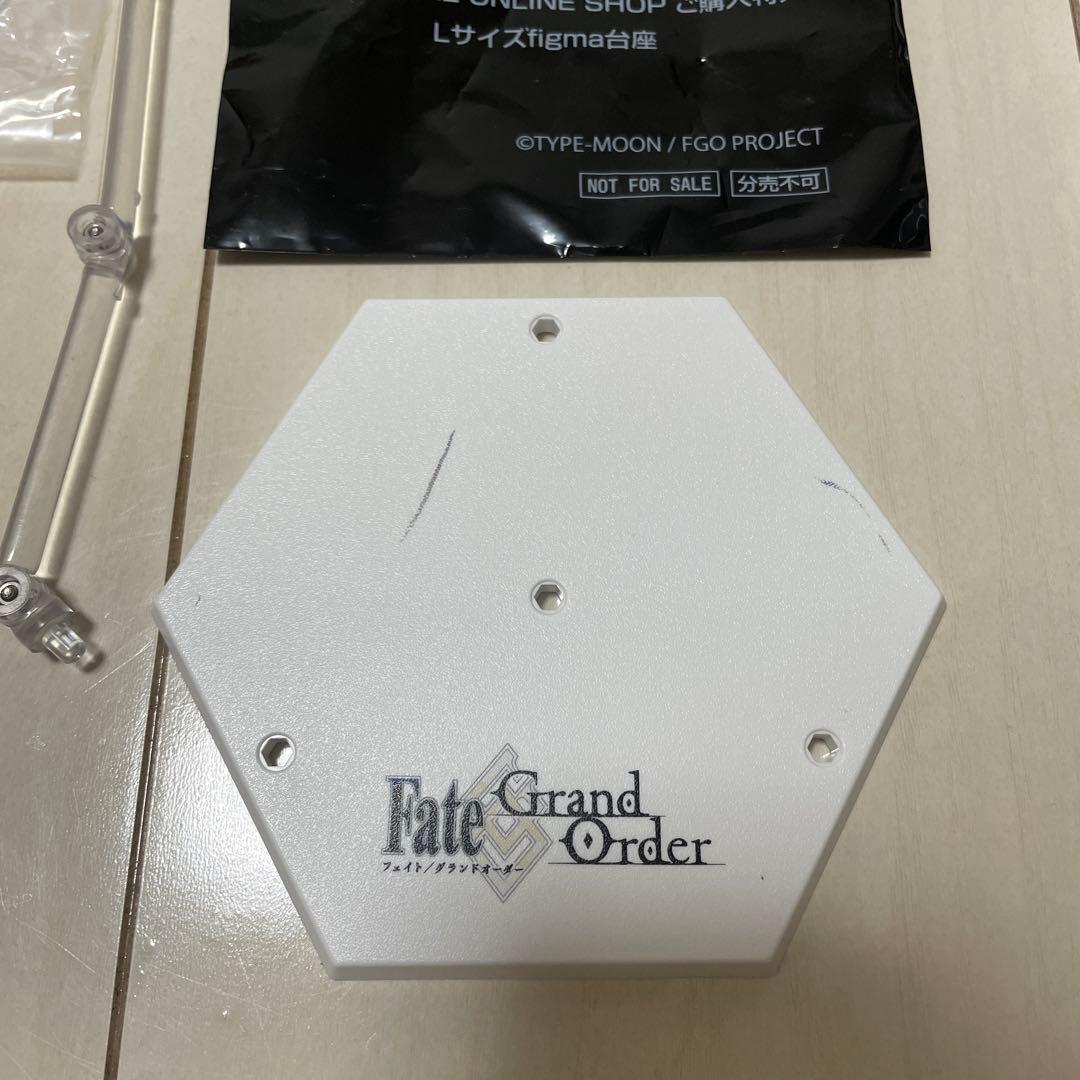 ONLINE SHOP ご購入特
Lサイズfigma台座
©TYPE-MOON / FGO PROJECT
NOT FOR SALE 分売不可
Fate Grand Order
フェイト/グランドオーダー